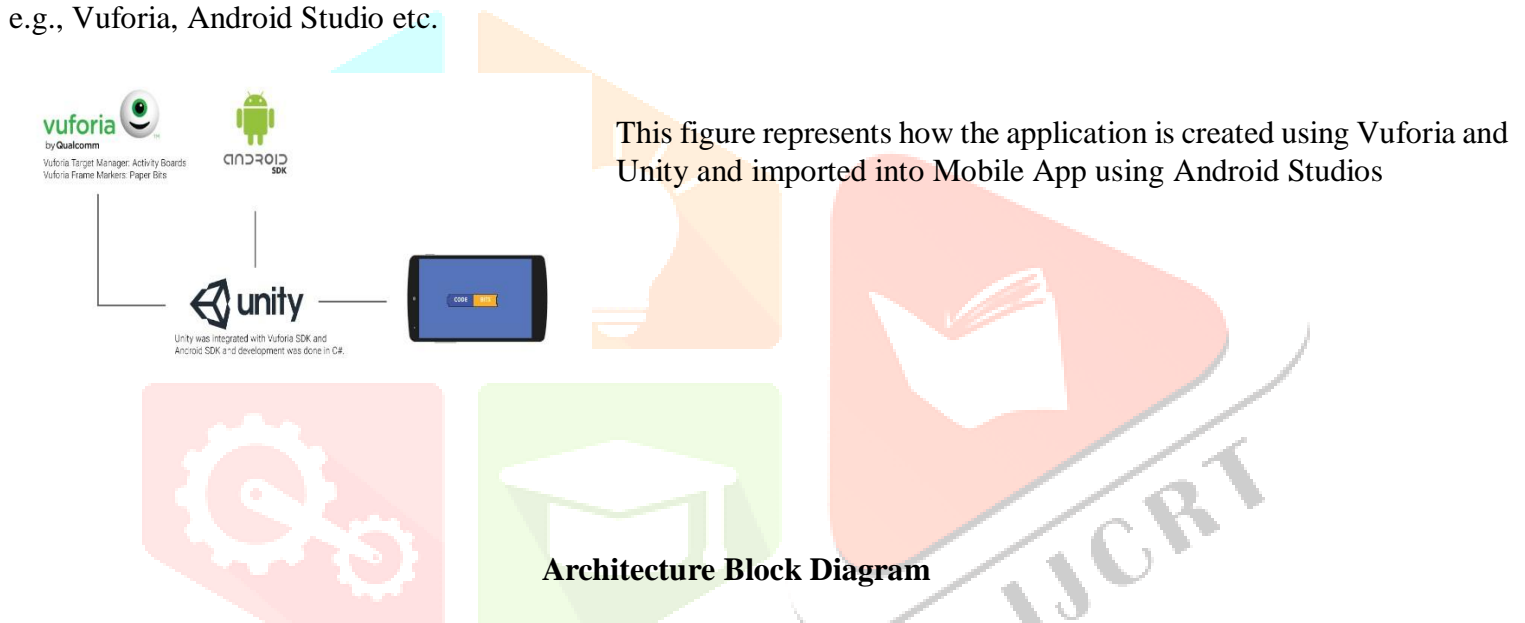 e.g., Vuforia, Android Studio etc.
vuforia
by Qualcomm
Vuforia Target Manager: Activity Boards
Vuforia Frame Markers: Paper Bits
ANDROID
SDK
This figure represents how the application is created using Vuforia and
Unity and imported into Mobile App using Android Studios
unity
Unity was integrated with Vuforia SDK and
Android SDK and development was done in C#.
CODE BITS
Architecture Block Diagram
IJCRT